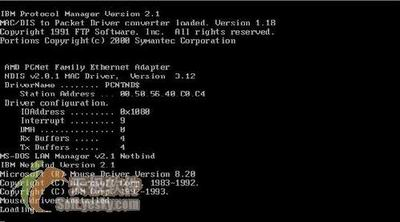 IBM Protocol Manager Version 2.1
MAC/DIS to Packet Driver converter loaded. Version 1.18
Copyright 1991 FTP Software, Inc. All rights reserved.
Portions Copyright(C) 2000 Symantec Corporation
AMD PCNet Family Ethernet Adapter
NDIS v2.0.1 MAC Driver, Version 3.12
DriverName ....... PCNTND$
Station Address ... 00.50.56.40.C0.C4
Driver configuration.
IOAddress ....... 0x1080
Interrupt ....... 9
DMA ............. 0
Rx Buffers ..... 4
Tx Buffers ..... 4
MS-DOS LAN Manager v2.1 Netbind
IBM Netbind Version 2.1
Microsoft (R) Mouse Driver Version 8.20
Copyright (C) 1983-1992.
Copyright (C) 1992-1993.
Mouse driver installed
Loading...